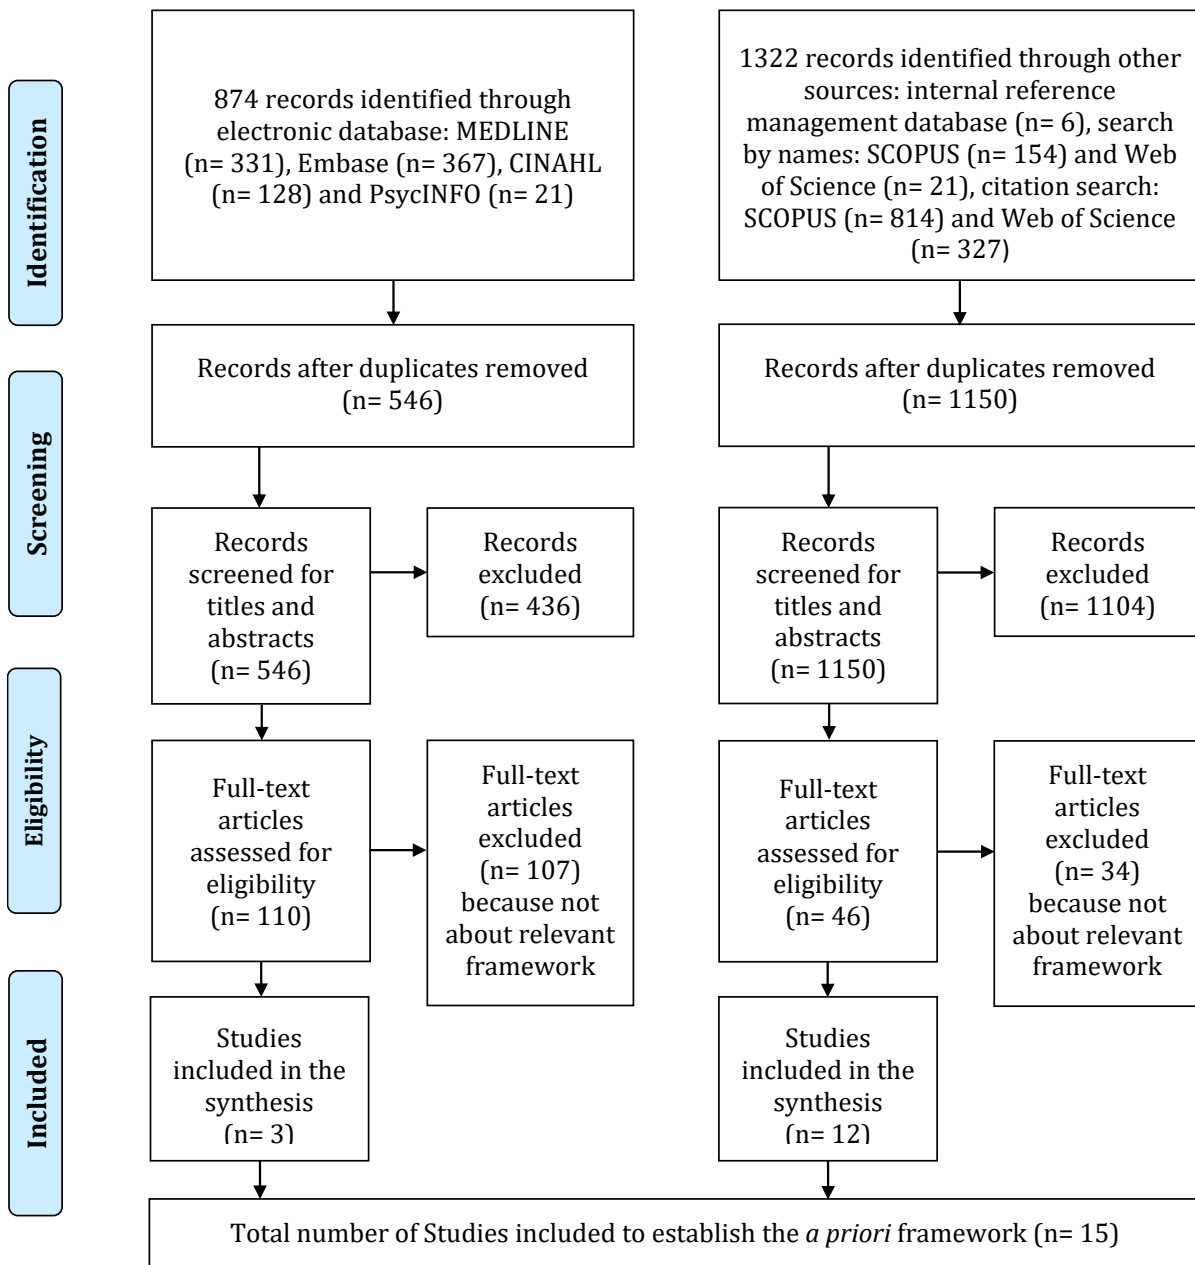 Identification
874 records identified through
electronic database: MEDLINE
(n= 331), Embase (n= 367), CINAHL
(n= 128) and PsycINFO (n= 21)
1322 records identified through other
sources: internal reference
management database (n= 6), search
by names: SCOPUS (n= 154) and Web
of Science (n= 21), citation search:
SCOPUS (n= 814) and Web of Science
(n= 327)
Screening
Records after duplicates removed
(n= 546)
Records after duplicates removed
(n= 1150)
Records
screened for
titles and
abstracts
(n= 546)
Records
excluded
(n= 436)
Records
screened for
titles and
abstracts
(n= 1150)
Records
excluded
(n= 1104)
Eligibility
Full-text
articles
assessed for
eligibility
(n= 110)
Full-text
articles
excluded
(n= 107)
because not
about relevant
framework
Full-text
articles
assessed for
eligibility
(n= 46)
Full-text
articles
excluded
(n= 34)
because not
about relevant
framework
Included
Studies
included in the
synthesis
(n= 3)
Studies
included in the
synthesis
(n= 12)
Total number of Studies included to establish the a priori framework (n= 15)